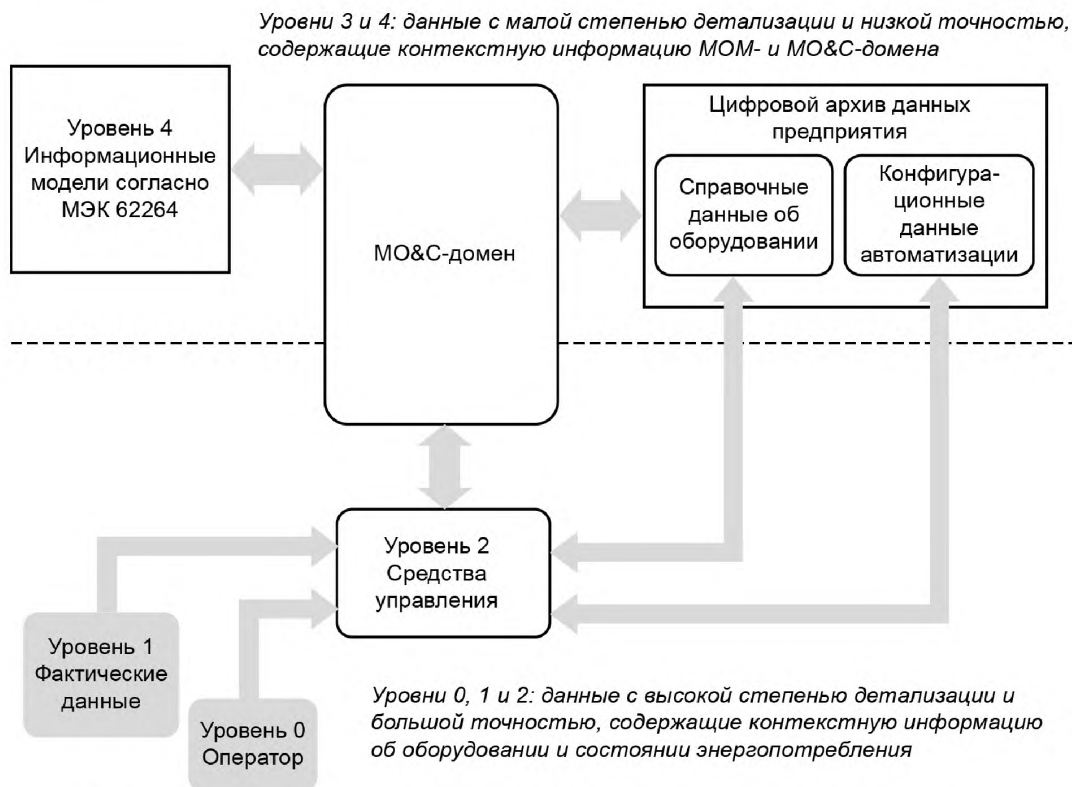 Уровни 3 и 4: данные с малой степенью детализации и низкой точностью,
содержащие контекстную информацию МОМ- и МО&С-домена
Уровень 4
Информационные
модели согласно
МЭК 62264
МО&С-домен
Цифровой архив данных
предприятия
Справочные
данные об
оборудовании
Конфигура-
ционные
данные
автоматизации
Уровень 2
Средства
управления
Уровень 1
Фактические
данные
Уровень 0
Оператор
Уровни 0, 1 и 2: данные с высокой степенью детализации и
большой точностью, содержащие контекстную информацию
об оборудовании и состоянии энергопотребления